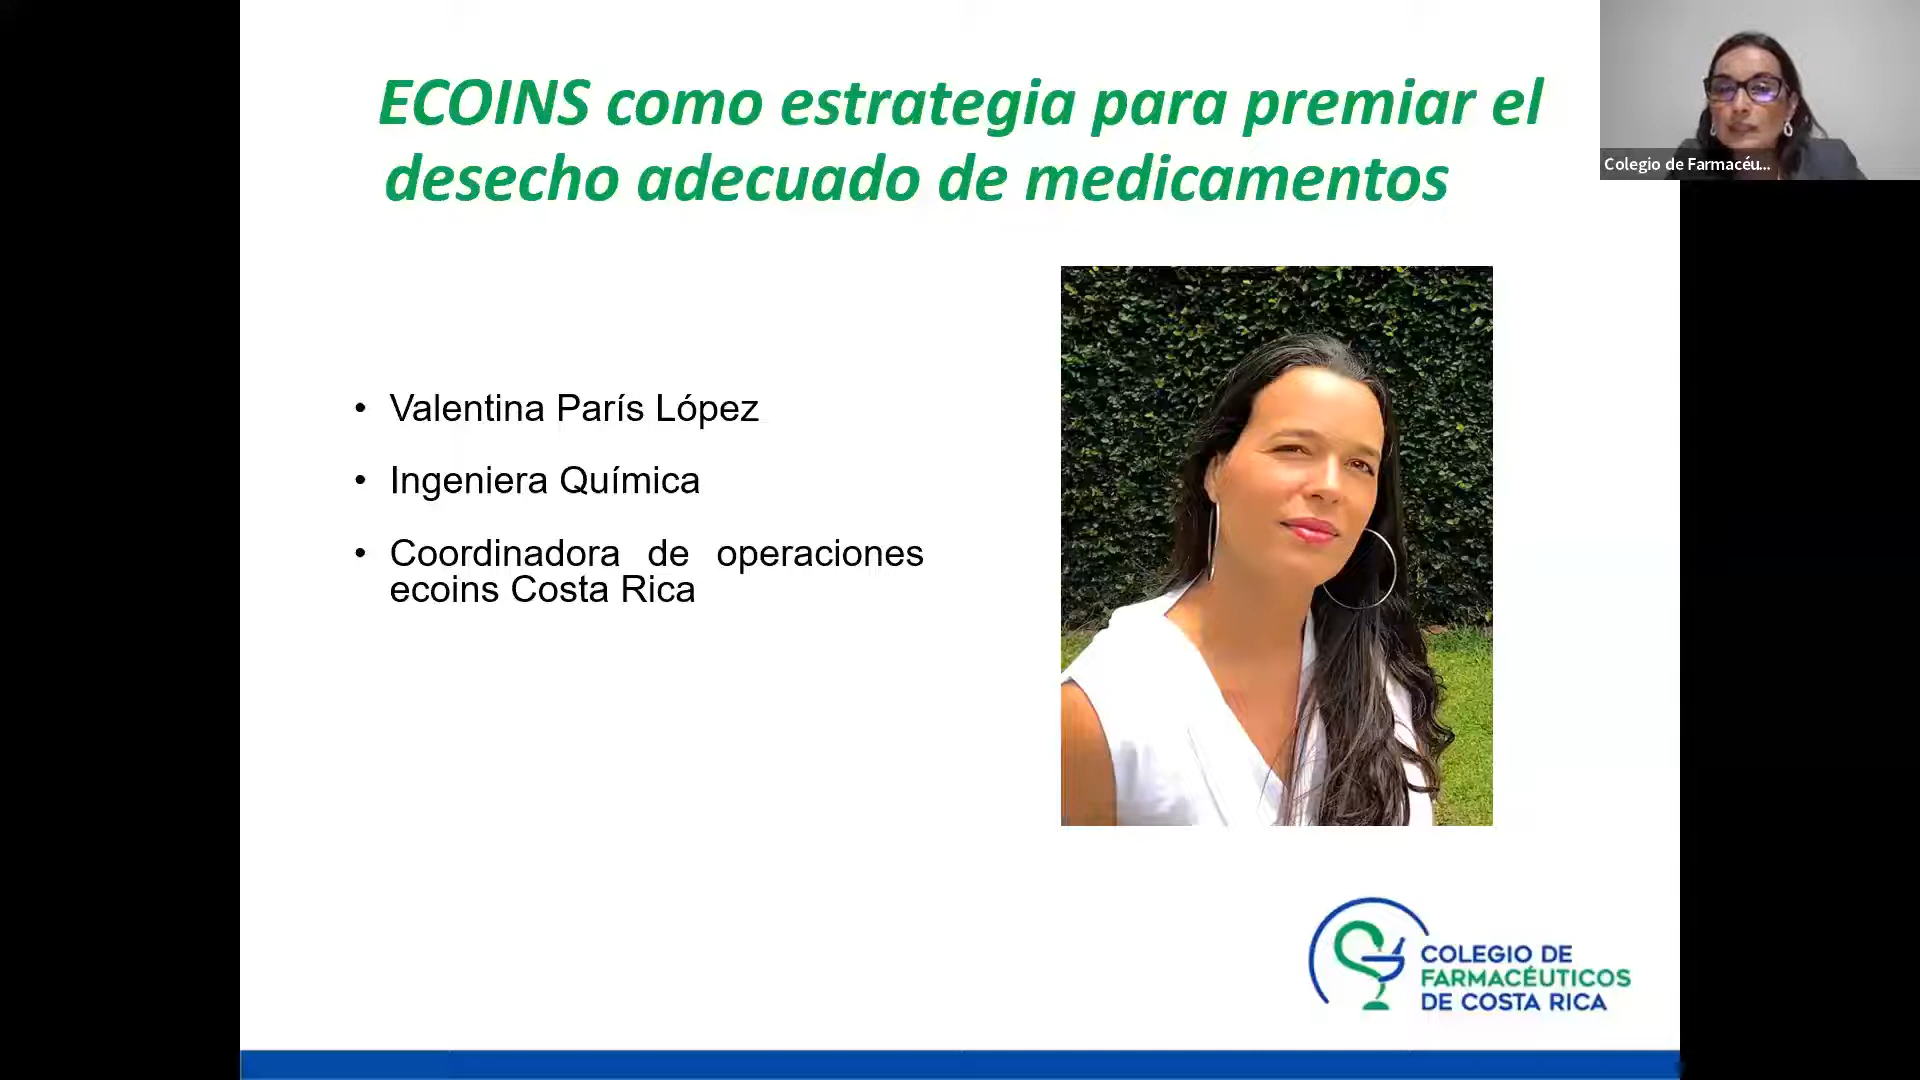 ECOINS como estrategia para premiar el
desecho adecuado de medicamentos
Colegio de Farmacéu...
• Valentina París López
• Ingeniera Química
• Coordinadora de operaciones
ecoins Costa Rica
COLEGIO DE
FARMACÉUTICOS
DE COSTA RICA